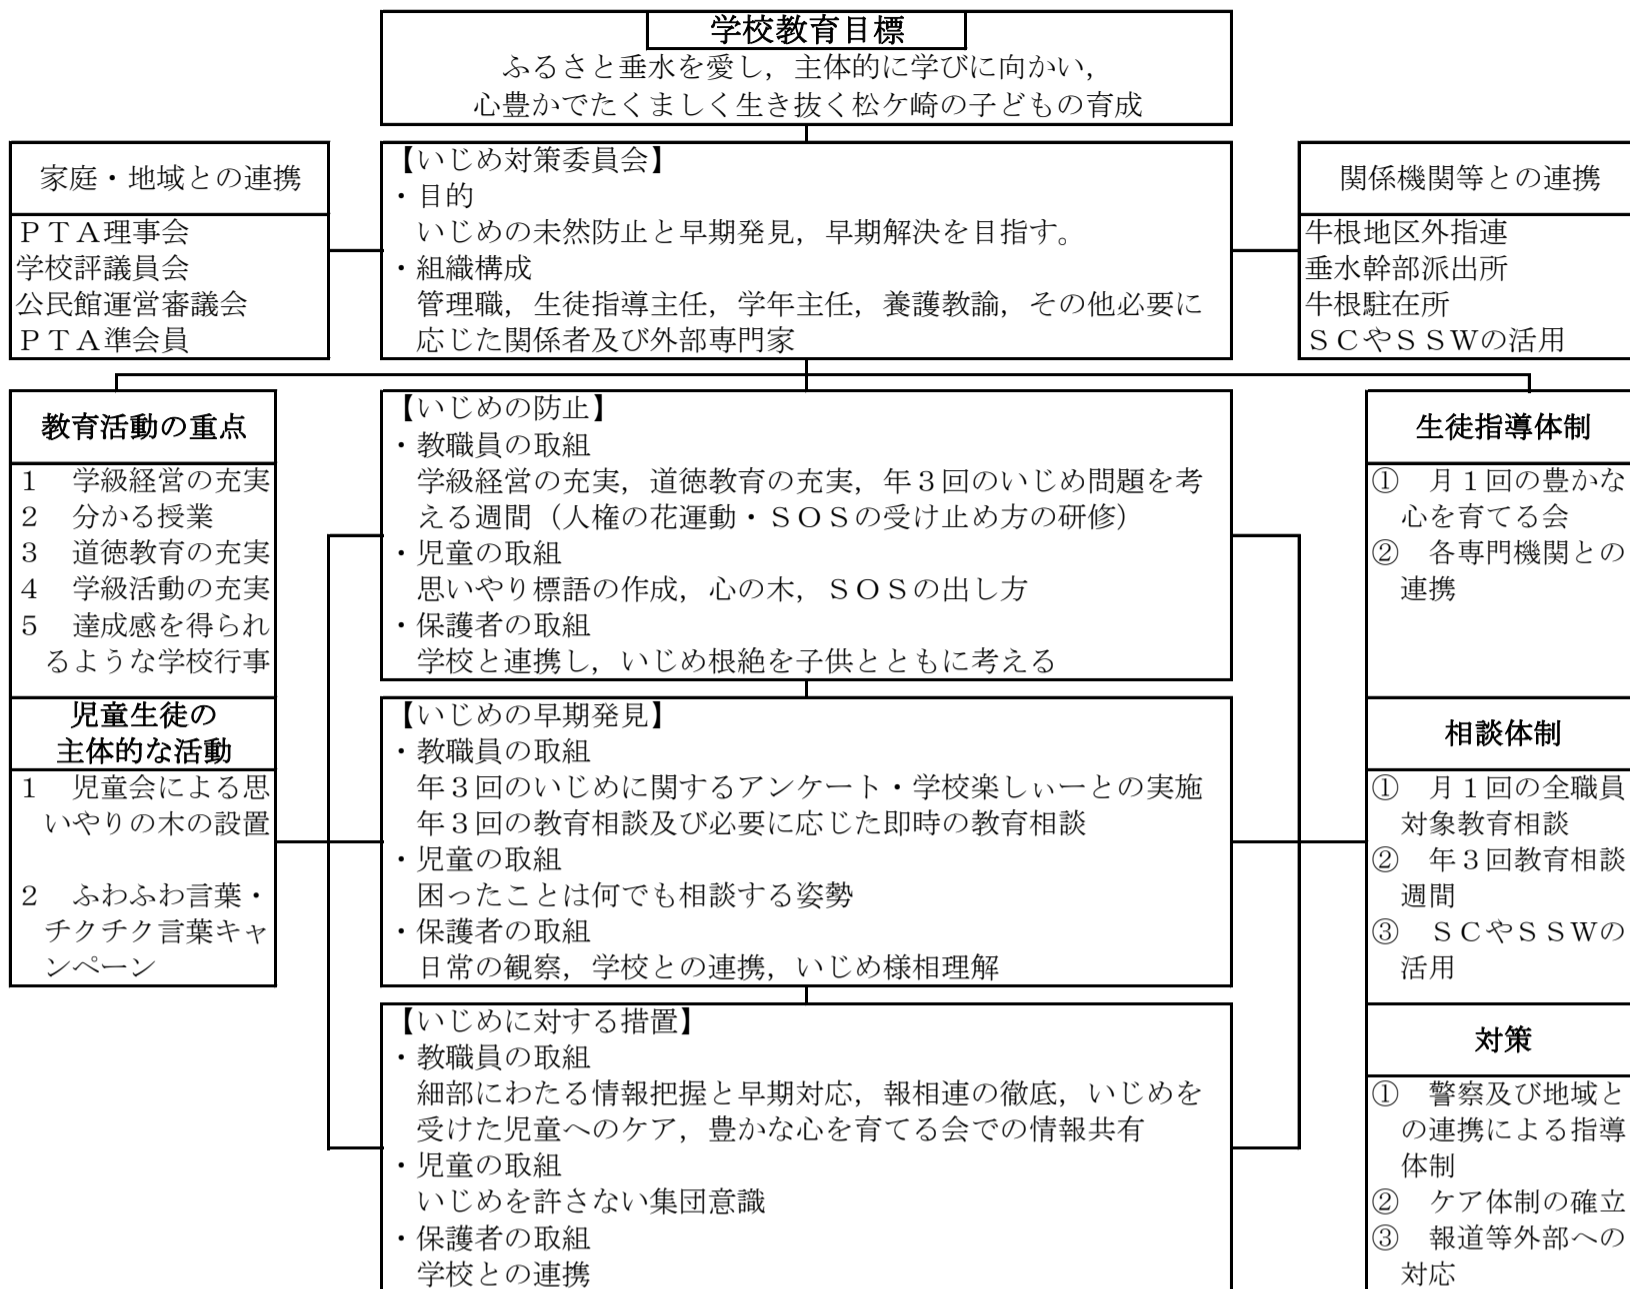 学校教育目標
ふるさと垂水を愛し，主体的に学びに向かい，
心豊かでたくましく生き抜く松ケ崎の子どもの育成
家庭・地域との連携
ＰＴＡ理事会
学校評議員会
公民館運営審議会
ＰＴＡ準会員
【いじめ対策委員会】
・目的
いじめの未然防止と早期発見，早期解決を目指す。
・組織構成
管理職，生徒指導主任，学年主任，養護教諭，その他必要に
応じた関係者及び外部専門家
関係機関等との連携
牛根地区外指連
垂水幹部派出所
牛根駐在所
ＳＣやＳＳＷの活用
教育活動の重点
1　学級経営の充実
2　分かる授業
3　道徳教育の充実
4　学級活動の充実
5　達成感を得られ
るような学校行事
児童生徒の
主体的な活動
1　児童会による思
いやりの木の設置
2　ふわふわ言葉・
チクチク言葉キャ
ンペーン
【いじめの防止】
・教職員の取組
学級経営の充実，道徳教育の充実，年３回のいじめ問題を考
える週間（人権の花運動・ＳＯＳの受け止め方の研修）
・児童の取組
思いやり標語の作成，心の木，ＳＯＳの出し方
・保護者の取組
学校と連携し，いじめ根絶を子供とともに考える
【いじめの早期発見】
・教職員の取組
年３回のいじめに関するアンケート・学校楽しぃーとの実施
年３回の教育相談及び必要に応じた即時の教育相談
・児童の取組
困ったことは何でも相談する姿勢
・保護者の取組
日常の観察，学校との連携，いじめ様相理解
【いじめに対する措置】
・教職員の取組
細部にわたる情報把握と早期対応，報相連の徹底，いじめを
受けた児童へのケア，豊かな心を育てる会での情報共有
・児童の取組
いじめを許さない集団意識
・保護者の取組
学校との連携
生徒指導体制
①　月１回の豊かな
心を育てる会
②　各専門機関との
連携
相談体制
①　月１回の全職員
対象教育相談
②　年３回教育相談
週間
③　ＳＣやＳＳＷの
活用
対策
①　警察及び地域と
の連携による指導
体制
②　ケア体制の確立
③　報道等外部への
対応